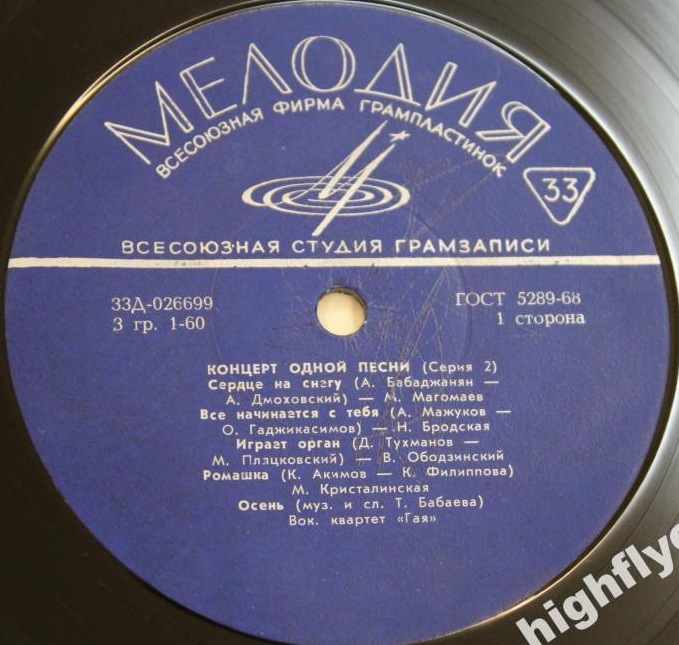 МЕЛОДИЯ
ВСЕСОЮЗНАЯ ФИРМА ГРАМПЛАСТИНОК
33
ВСЕСОЮЗНАЯ СТУДИЯ ГРАМЗАПИСИ
33Д-026699
ГОСТ 5289-68
3 гр. 1-60
1 сторона
КОНЦЕРТ ОДНОЙ ПЕСНИ (Серия 2)
Сердце на снегу (А. Бабаджанян —
А. Дмоховский) — М. Магомаев
Все начинается с тебя (А. Мажуков —
О. Гаджикасимов) — Н. Бродская
Играет орган (Д. Тухманов —
М. Пляцковский) — В. Ободзинский
Ромашка (К. Акимов — К. Филиппова)
М. Кристалинская
Осень (муз. и сл. Т. Бабаева)
Вок. квартет «Гая»